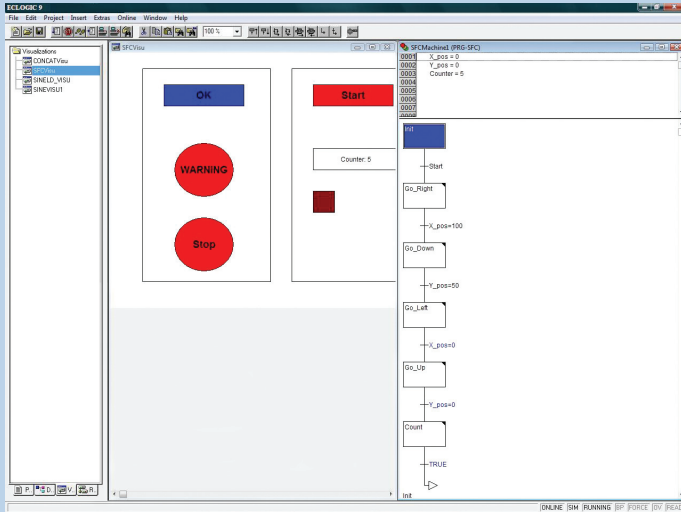 ECLOGIC 9
File Edit Project Insert Extras Online Window Help
100 %
Visualizations
CONCATVisu
SFCVisu
SINELD_VISU
SINEVISU1
P..
D..
V..
R..
SFCVisu
OK
WARNING
Stop
Start
Counter: 5
SFCMachine1 (PRG-SFC)
0001 X_pos = 0
0002 Y_pos = 0
0003 Counter = 5
0004
0005
0006
0007
0008
Init
Start
Go_Right
X_pos=100
Go_Down
Y_pos=50
Go_Left
X_pos=0
Go_Up
Y_pos=0
Count
TRUE
Init
ONLINE SIM RUNNING BP FORCE DV READ